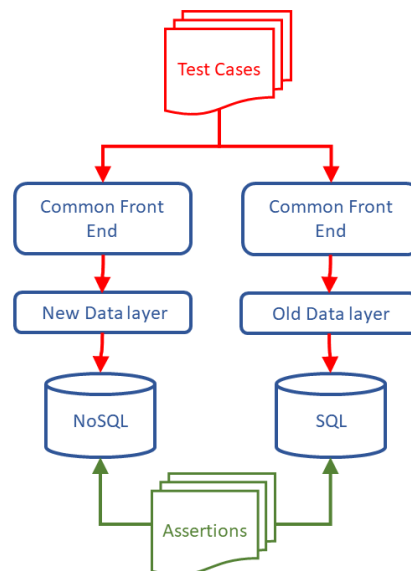 Test Cases
Common Front
End
Common Front
End
New Data layer
Old Data layer
NoSQL
SQL
Assertions